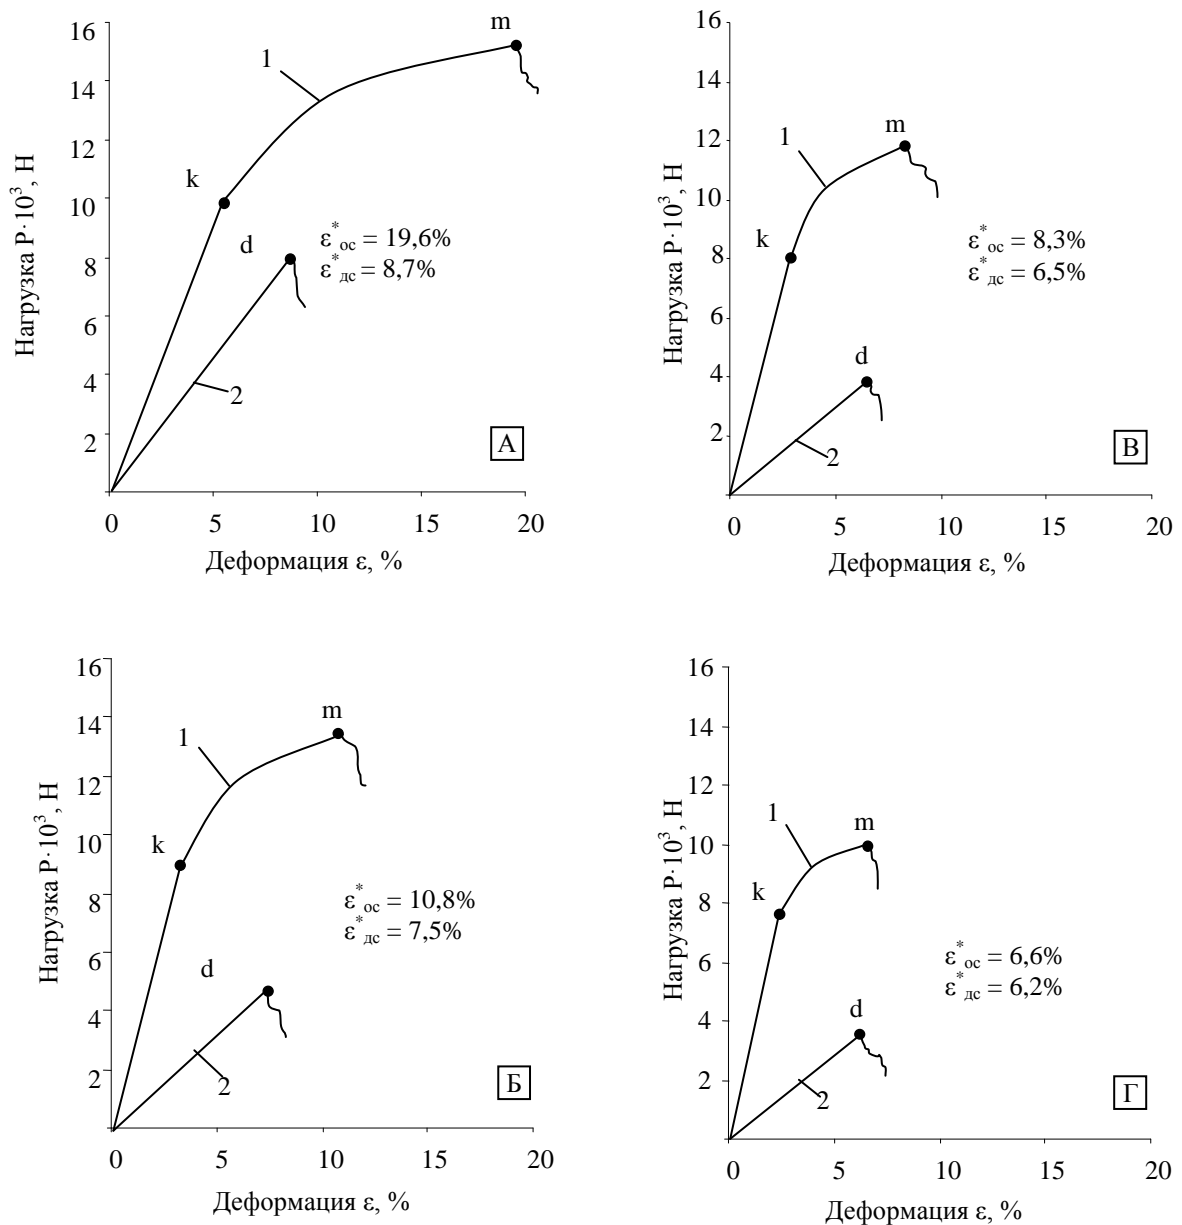 16
14
12
10
8
6
4
2
Нагрузка P·10³, Н
m
1
k
d
ε*ос = 19,6%
ε*дс = 8,7%
2
А
0 5 10 15 20
Деформация ε, %
16
14
12
10
8
6
4
2
Нагрузка P·10³, Н
m
1
k
ε*ос = 8,3%
ε*дс = 6,5%
d
2
В
0 5 10 15 20
Деформация ε, %
16
14
12
10
8
6
4
2
Нагрузка P·10³, Н
m
1
k
ε*ос = 10,8%
ε*дс = 7,5%
d
2
Б
0 5 10 15 20
Деформация ε, %
16
14
12
10
8
6
4
2
Нагрузка P·10³, Н
1
m
k
ε*ос = 6,6%
ε*дс = 6,2%
d
2
Г
0 5 10 15 20
Деформация ε, %